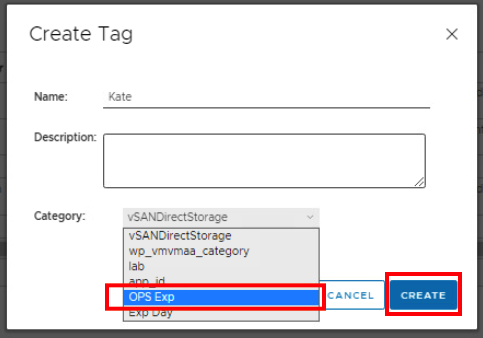 Create Tag
Name: Kate
Description:
Category: vSANDirectStorage
vSANDirectStorage
wp_vmvmaa_category
lab
app_id
OPS Exp
Exp Day
CANCEL CREATE